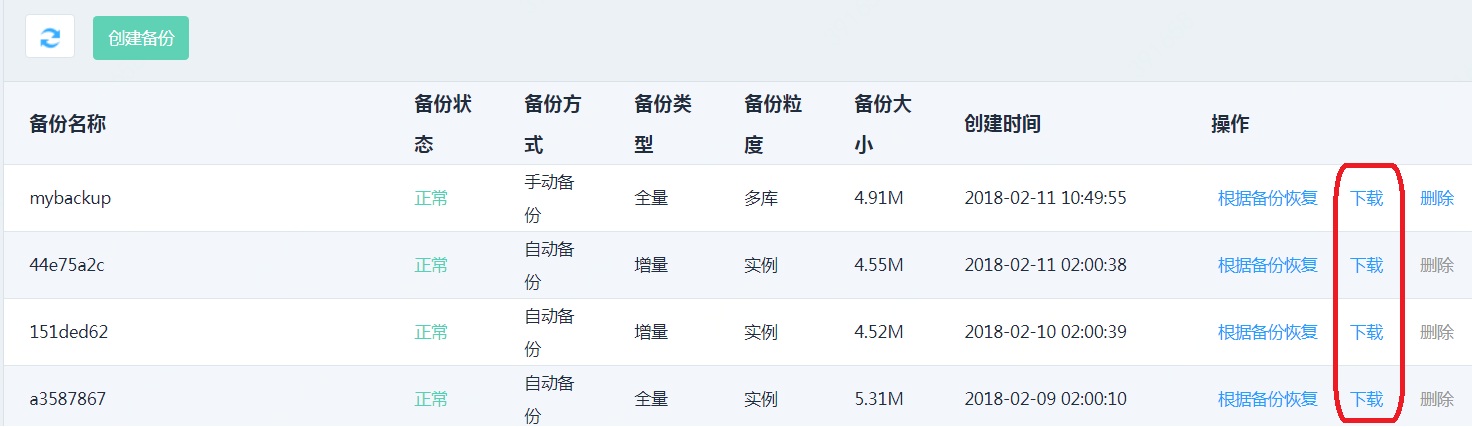 创建备份
备份名称 备份状态 备份方式 备份类型 备份粒度 备份大小 创建时间 操作
mybackup 正常 手动备份 全量 多库 4.91M 2018-02-11 10:49:55 根据备份恢复 下载 删除
44e75a2c 正常 自动备份 增量 实例 4.55M 2018-02-11 02:00:38 根据备份恢复 下载 删除
151ded62 正常 自动备份 增量 实例 4.52M 2018-02-10 02:00:39 根据备份恢复 下载 删除
a3587867 正常 自动备份 全量 实例 5.31M 2018-02-09 02:00:10 根据备份恢复 下载 删除